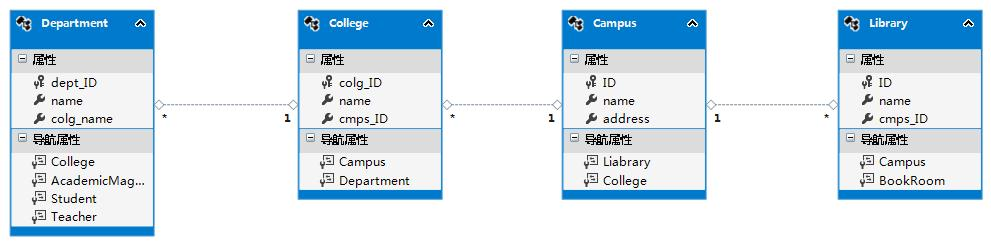 Department
属性
dept_ID
name
colg_name
导航属性
College
AcademicMag...
Student
Teacher
*
1
College
属性
colg_ID
name
cmps_ID
导航属性
Campus
Department
*
1
Campus
属性
ID
name
address
导航属性
Liabrary
College
1
*
Library
属性
ID
name
cmps_ID
导航属性
Campus
BookRoom